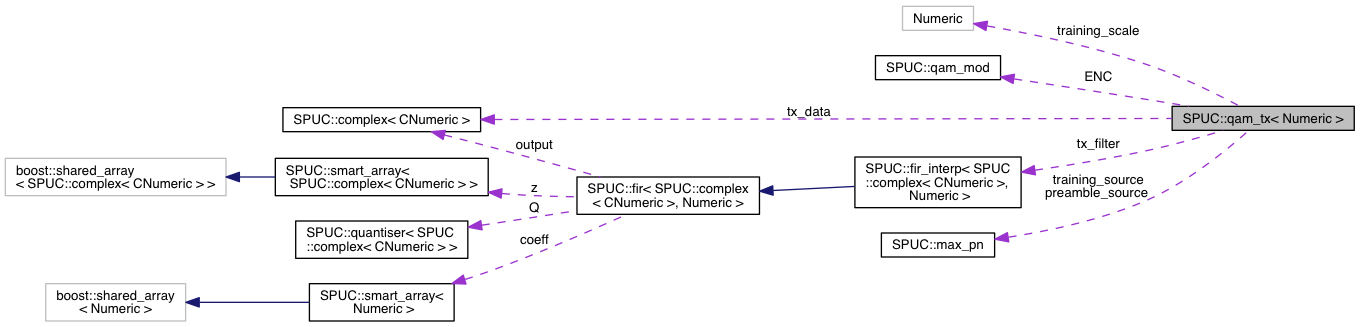 Numeric
training_scale
SPUC::qam_mod
ENC
SPUC::complex< CNumeric >
tx_data
SPUC::qam_tx< Numeric >
output
tx_filter
boost::shared_array
< SPUC::complex< CNumeric > >
SPUC::smart_array<
SPUC::complex< CNumeric > >
z
Q
SPUC::fir< SPUC::complex
< CNumeric >, Numeric >
SPUC::fir_interp< SPUC
::complex< CNumeric >,
Numeric >
training_source
preamble_source
SPUC::quantiser< SPUC
::complex< CNumeric > >
coeff
SPUC::max_pn
boost::shared_array
< Numeric >
SPUC::smart_array<
Numeric >